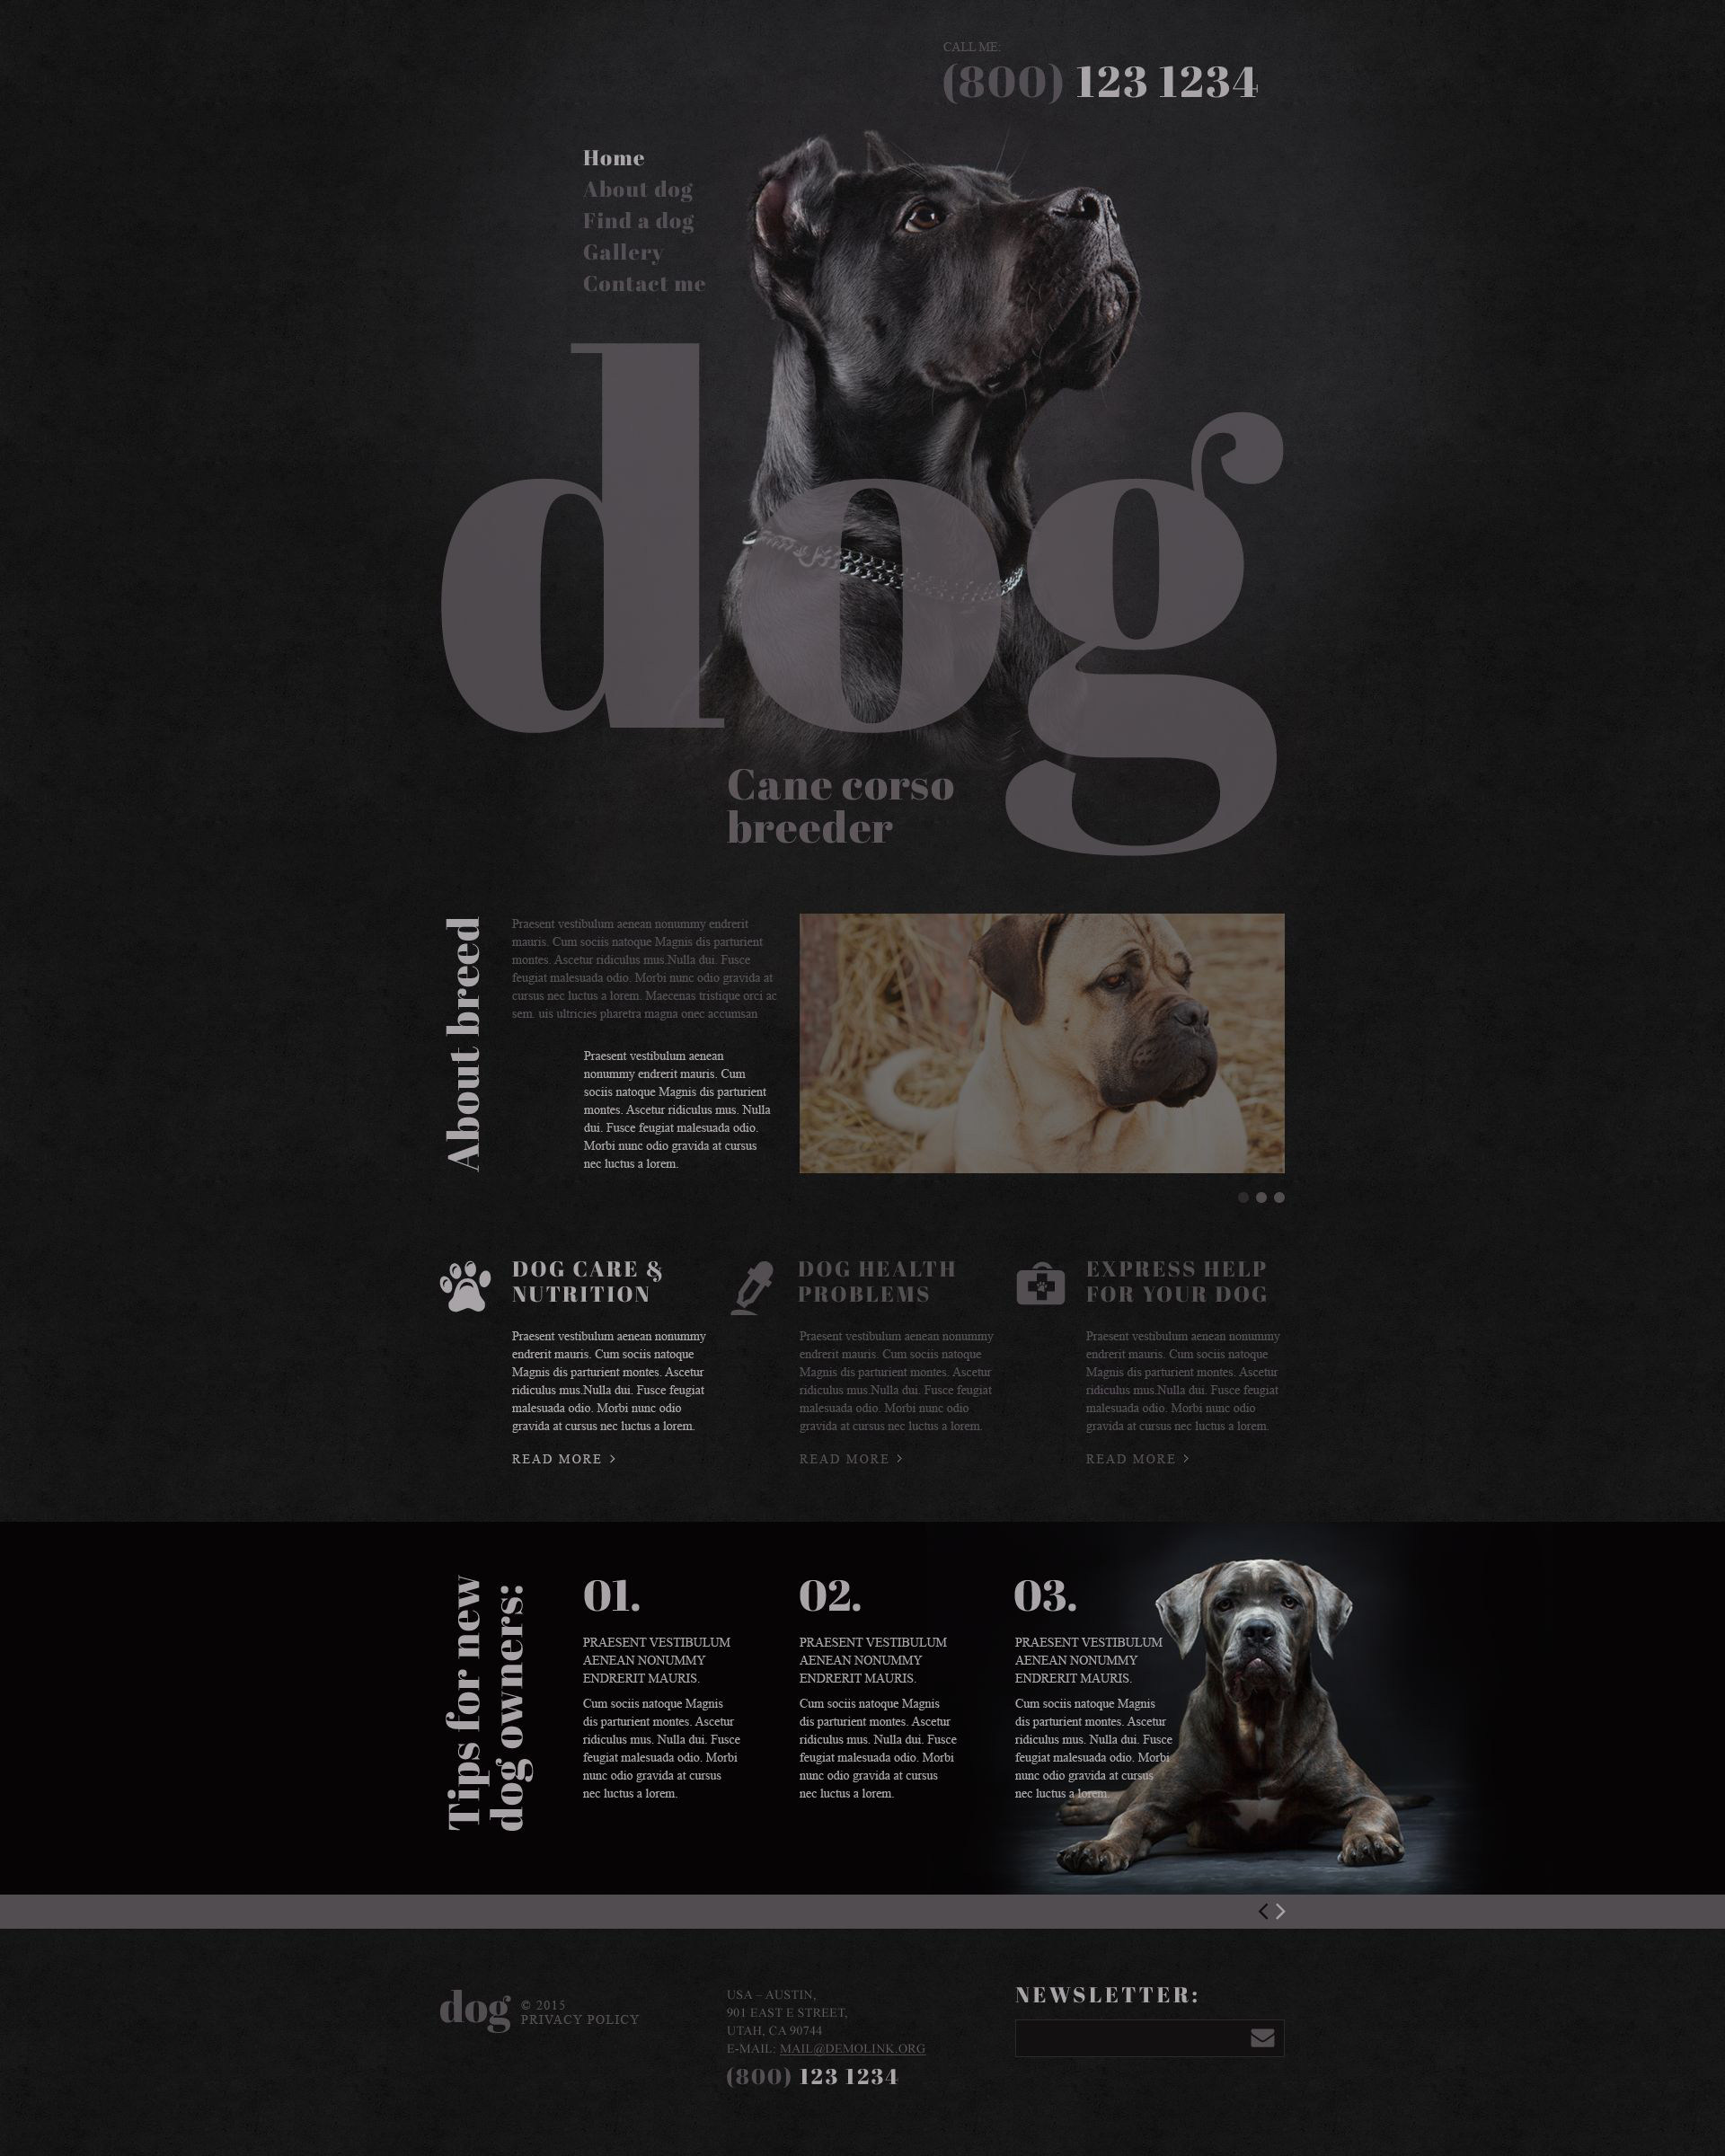 CALL ME:
(800) 123 1234
Home
About dog
Find a dog
Gallery
Contact me
dog
Cane corso
breeder
About breed
Praesent vestibulum aenean nonummy endrerit
mauris. Cum sociis natoque Magnis dis parturient
montes. Ascetur ridiculus mus.Nulla dui. Fusce
feugiat malesuada odio. Morbi nunc odio gravida at
cursus nec luctus a lorem. Maecenas tristique orci ac
sem. uis ultricies pharetra magna onec accumsan
Praesent vestibulum aenean
nonummy endrerit mauris. Cum
sociis natoque Magnis dis parturient
montes. Ascetur ridiculus mus. Nulla
dui. Fusce feugiat malesuada odio.
Morbi nunc odio gravida at cursus
nec luctus a lorem.
DOG CARE &
NUTRITION
Praesent vestibulum aenean nonummy
endrerit mauris. Cum sociis natoque
Magnis dis parturient montes. Ascetur
ridiculus mus.Nulla dui. Fusce feugiat
malesuada odio. Morbi nunc odio
gravida at cursus nec luctus a lorem.
READ MORE >
DOG HEALTH
PROBLEMS
Praesent vestibulum aenean nonummy
endrerit mauris. Cum sociis natoque
Magnis dis parturient montes. Ascetur
ridiculus mus.Nulla dui. Fusce feugiat
malesuada odio. Morbi nunc odio
gravida at cursus nec luctus a lorem.
READ MORE >
EXPRESS HELP
FOR YOUR DOG
Praesent vestibulum aenean nonummy
endrerit mauris. Cum sociis natoque
Magnis dis parturient montes. Ascetur
ridiculus mus.Nulla dui. Fusce feugiat
malesuada odio. Morbi nunc odio
gravida at cursus nec luctus a lorem.
READ MORE >
Tips for new
dog owners:
01.
PRAESENT VESTIBULUM
AENEAN NONUMMY
ENDRERIT MAURIS.
Cum sociis natoque Magnis
dis parturient montes. Ascetur
ridiculus mus. Nulla dui. Fusce
feugiat malesuada odio. Morbi
nunc odio gravida at cursus
nec luctus a lorem.
02.
PRAESENT VESTIBULUM
AENEAN NONUMMY
ENDRERIT MAURIS.
Cum sociis natoque Magnis
dis parturient montes. Ascetur
ridiculus mus. Nulla dui. Fusce
feugiat malesuada odio. Morbi
nunc odio gravida at cursus
nec luctus a lorem.
03.
PRAESENT VESTIBULUM
AENEAN NONUMMY
ENDRERIT MAURIS.
Cum sociis natoque Magnis
dis parturient montes. Ascetur
ridiculus mus. Nulla dui. Fusce
feugiat malesuada odio. Morbi
nunc odio gravida at cursus
nec luctus a lorem.
dog
© 2015
PRIVACY POLICY
USA – AUSTIN,
901 EAST E STREET,
UTAH, CA 90744
E-MAIL: MAIL@DEMOLINK.ORG
(800) 123 1234
NEWSLETTER: